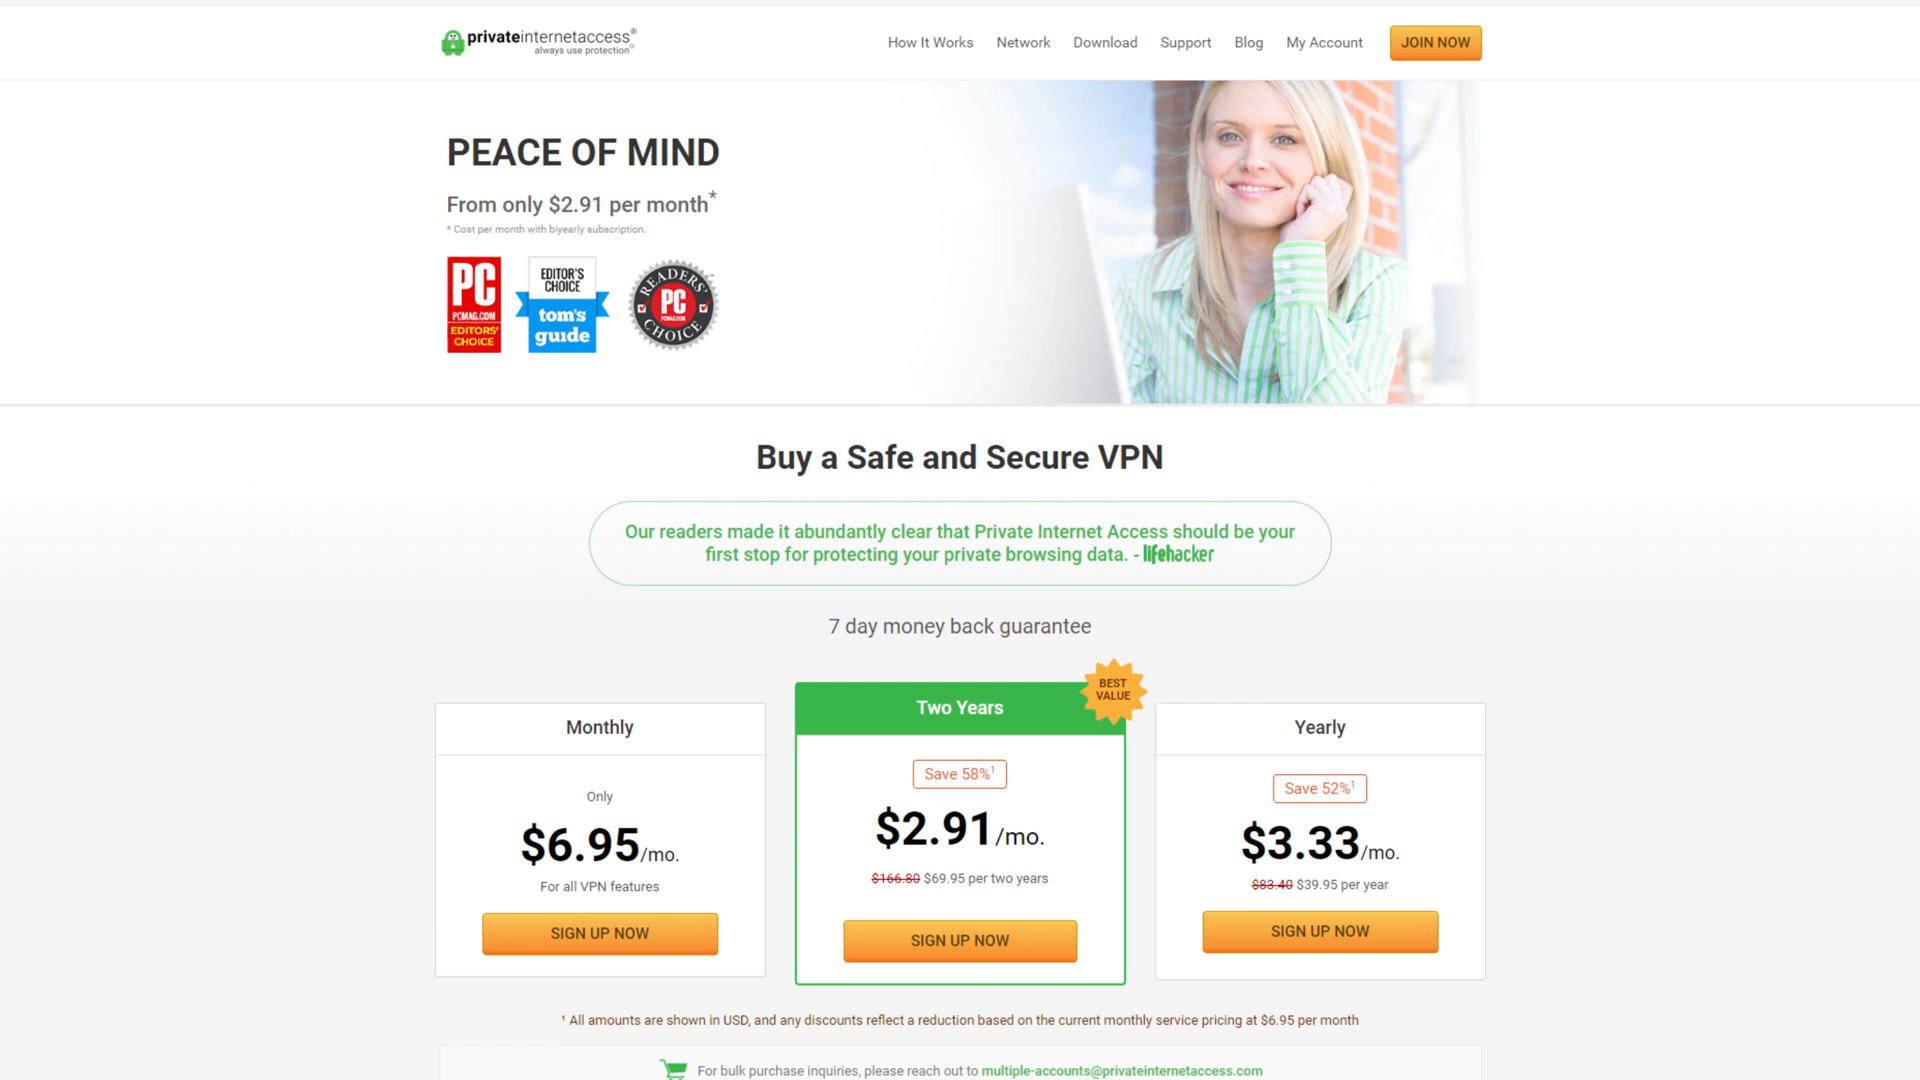 privateinternetaccess®
always use protection®
How It Works
Network
Download
Support
Blog
My Account
JOIN NOW
PEACE OF MIND
From only $2.91 per month*
* Cost per month with biyearly subscription.
PC
PCMAG.COM
EDITORS'
CHOICE
EDITOR'S
CHOICE
tom's
guide
READERS'
PC
PCMAG.COM
CHOICE
Buy a Safe and Secure VPN
Our readers made it abundantly clear that Private Internet Access should be your
first stop for protecting your private browsing data. - lifehacker
7 day money back guarantee
Monthly
Only
$6.95/mo.
For all VPN features
SIGN UP NOW
BEST
VALUE
Two Years
Save 58%¹
$2.91/mo.
$166.80 $69.95 per two years
SIGN UP NOW
Yearly
Save 52%¹
$3.33/mo.
$83.40 $39.95 per year
SIGN UP NOW
¹ All amounts are shown in USD, and any discounts reflect a reduction based on the current monthly service pricing at $6.95 per month
For bulk purchase inquiries, please reach out to multiple-accounts@privateinternetaccess.com